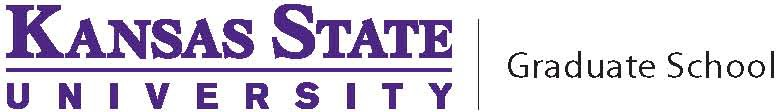 KANSAS STATE
UNIVERSITY
Graduate School